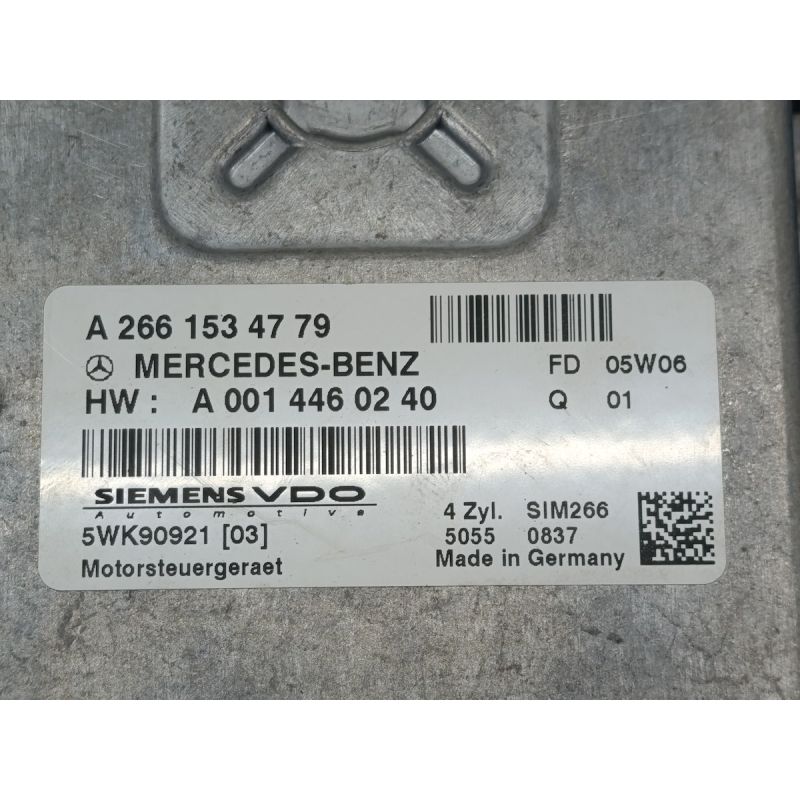 A 266 153 47 79
MERCEDES-BENZ FD 05W06
HW : A 001 446 02 40 Q 01
SIEMENS VDO
Automotive
4 Zyl. SIM266
5WK90921 [03] 5055 0837
Motorsteuergeraet Made in Germany